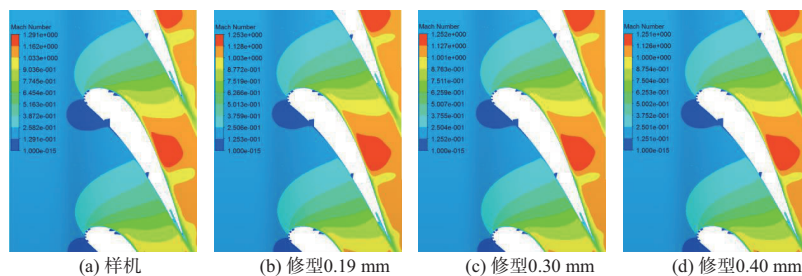 Mach Number
1.291e+000
1.162e+000
1.033e+000
9.036e-001
7.745e-001
6.454e-001
5.163e-001
3.872e-001
2.582e-001
1.291e-001
1.000e-015
(a) 样机
Mach Number
1.253e+000
1.128e+000
1.003e+000
8.772e-001
7.519e-001
6.266e-001
5.013e-001
3.759e-001
2.506e-001
1.253e-001
1.000e-015
(b) 修型0.19 mm
Mach Number
1.252e+000
1.127e+000
1.001e+000
8.763e-001
7.511e-001
6.259e-001
5.007e-001
3.755e-001
2.504e-001
1.252e-001
1.000e-015
(c) 修型0.30 mm
Mach Number
1.251e+000
1.126e+000
1.001e+000
8.754e-001
7.504e-001
6.253e-001
5.002e-001
3.752e-001
2.501e-001
1.251e-001
1.000e-015
(d) 修型0.40 mm